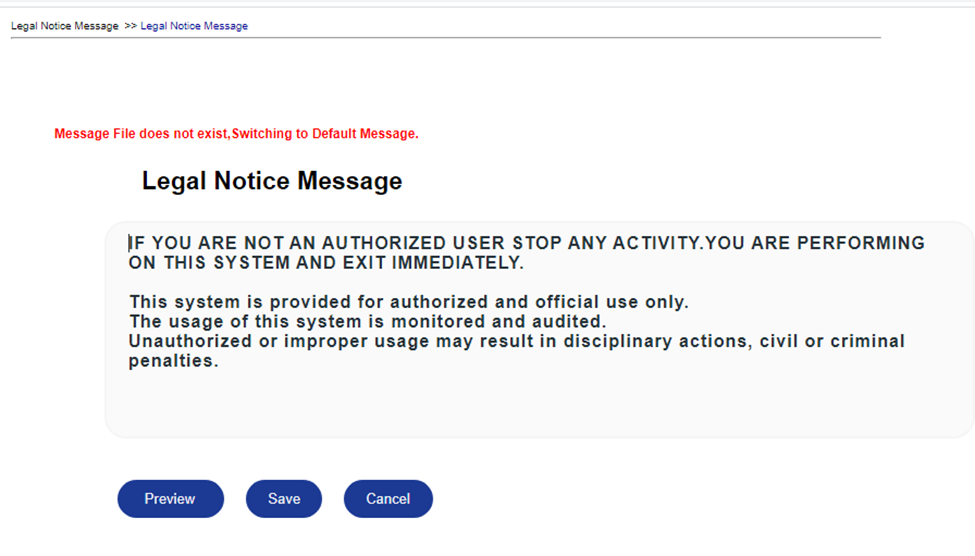 Legal Notice Message >> Legal Notice Message
Message File does not exist,Switching to Default Message.
Legal Notice Message
IF YOU ARE NOT AN AUTHORIZED USER STOP ANY ACTIVITY.YOU ARE PERFORMING
ON THIS SYSTEM AND EXIT IMMEDIATELY.
This system is provided for authorized and official use only.
The usage of this system is monitored and audited.
Unauthorized or improper usage may result in disciplinary actions, civil or criminal
penalties.
Preview Save Cancel